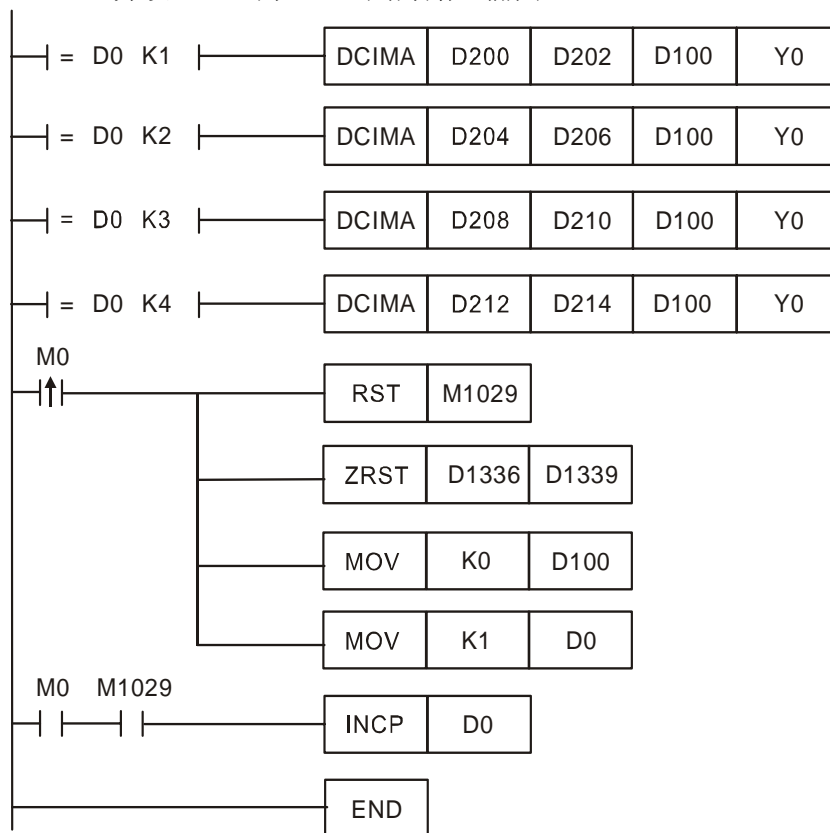 = D0 K1 DCIMA D200 D202 D100 Y0
= D0 K2 DCIMA D204 D206 D100 Y0
= D0 K3 DCIMA D208 D210 D100 Y0
= D0 K4 DCIMA D212 D214 D100 Y0
M0
RST M1029
ZRST D1336 D1339
MOV K0 D100
MOV K1 D0
M0 M1029
INCP D0
END